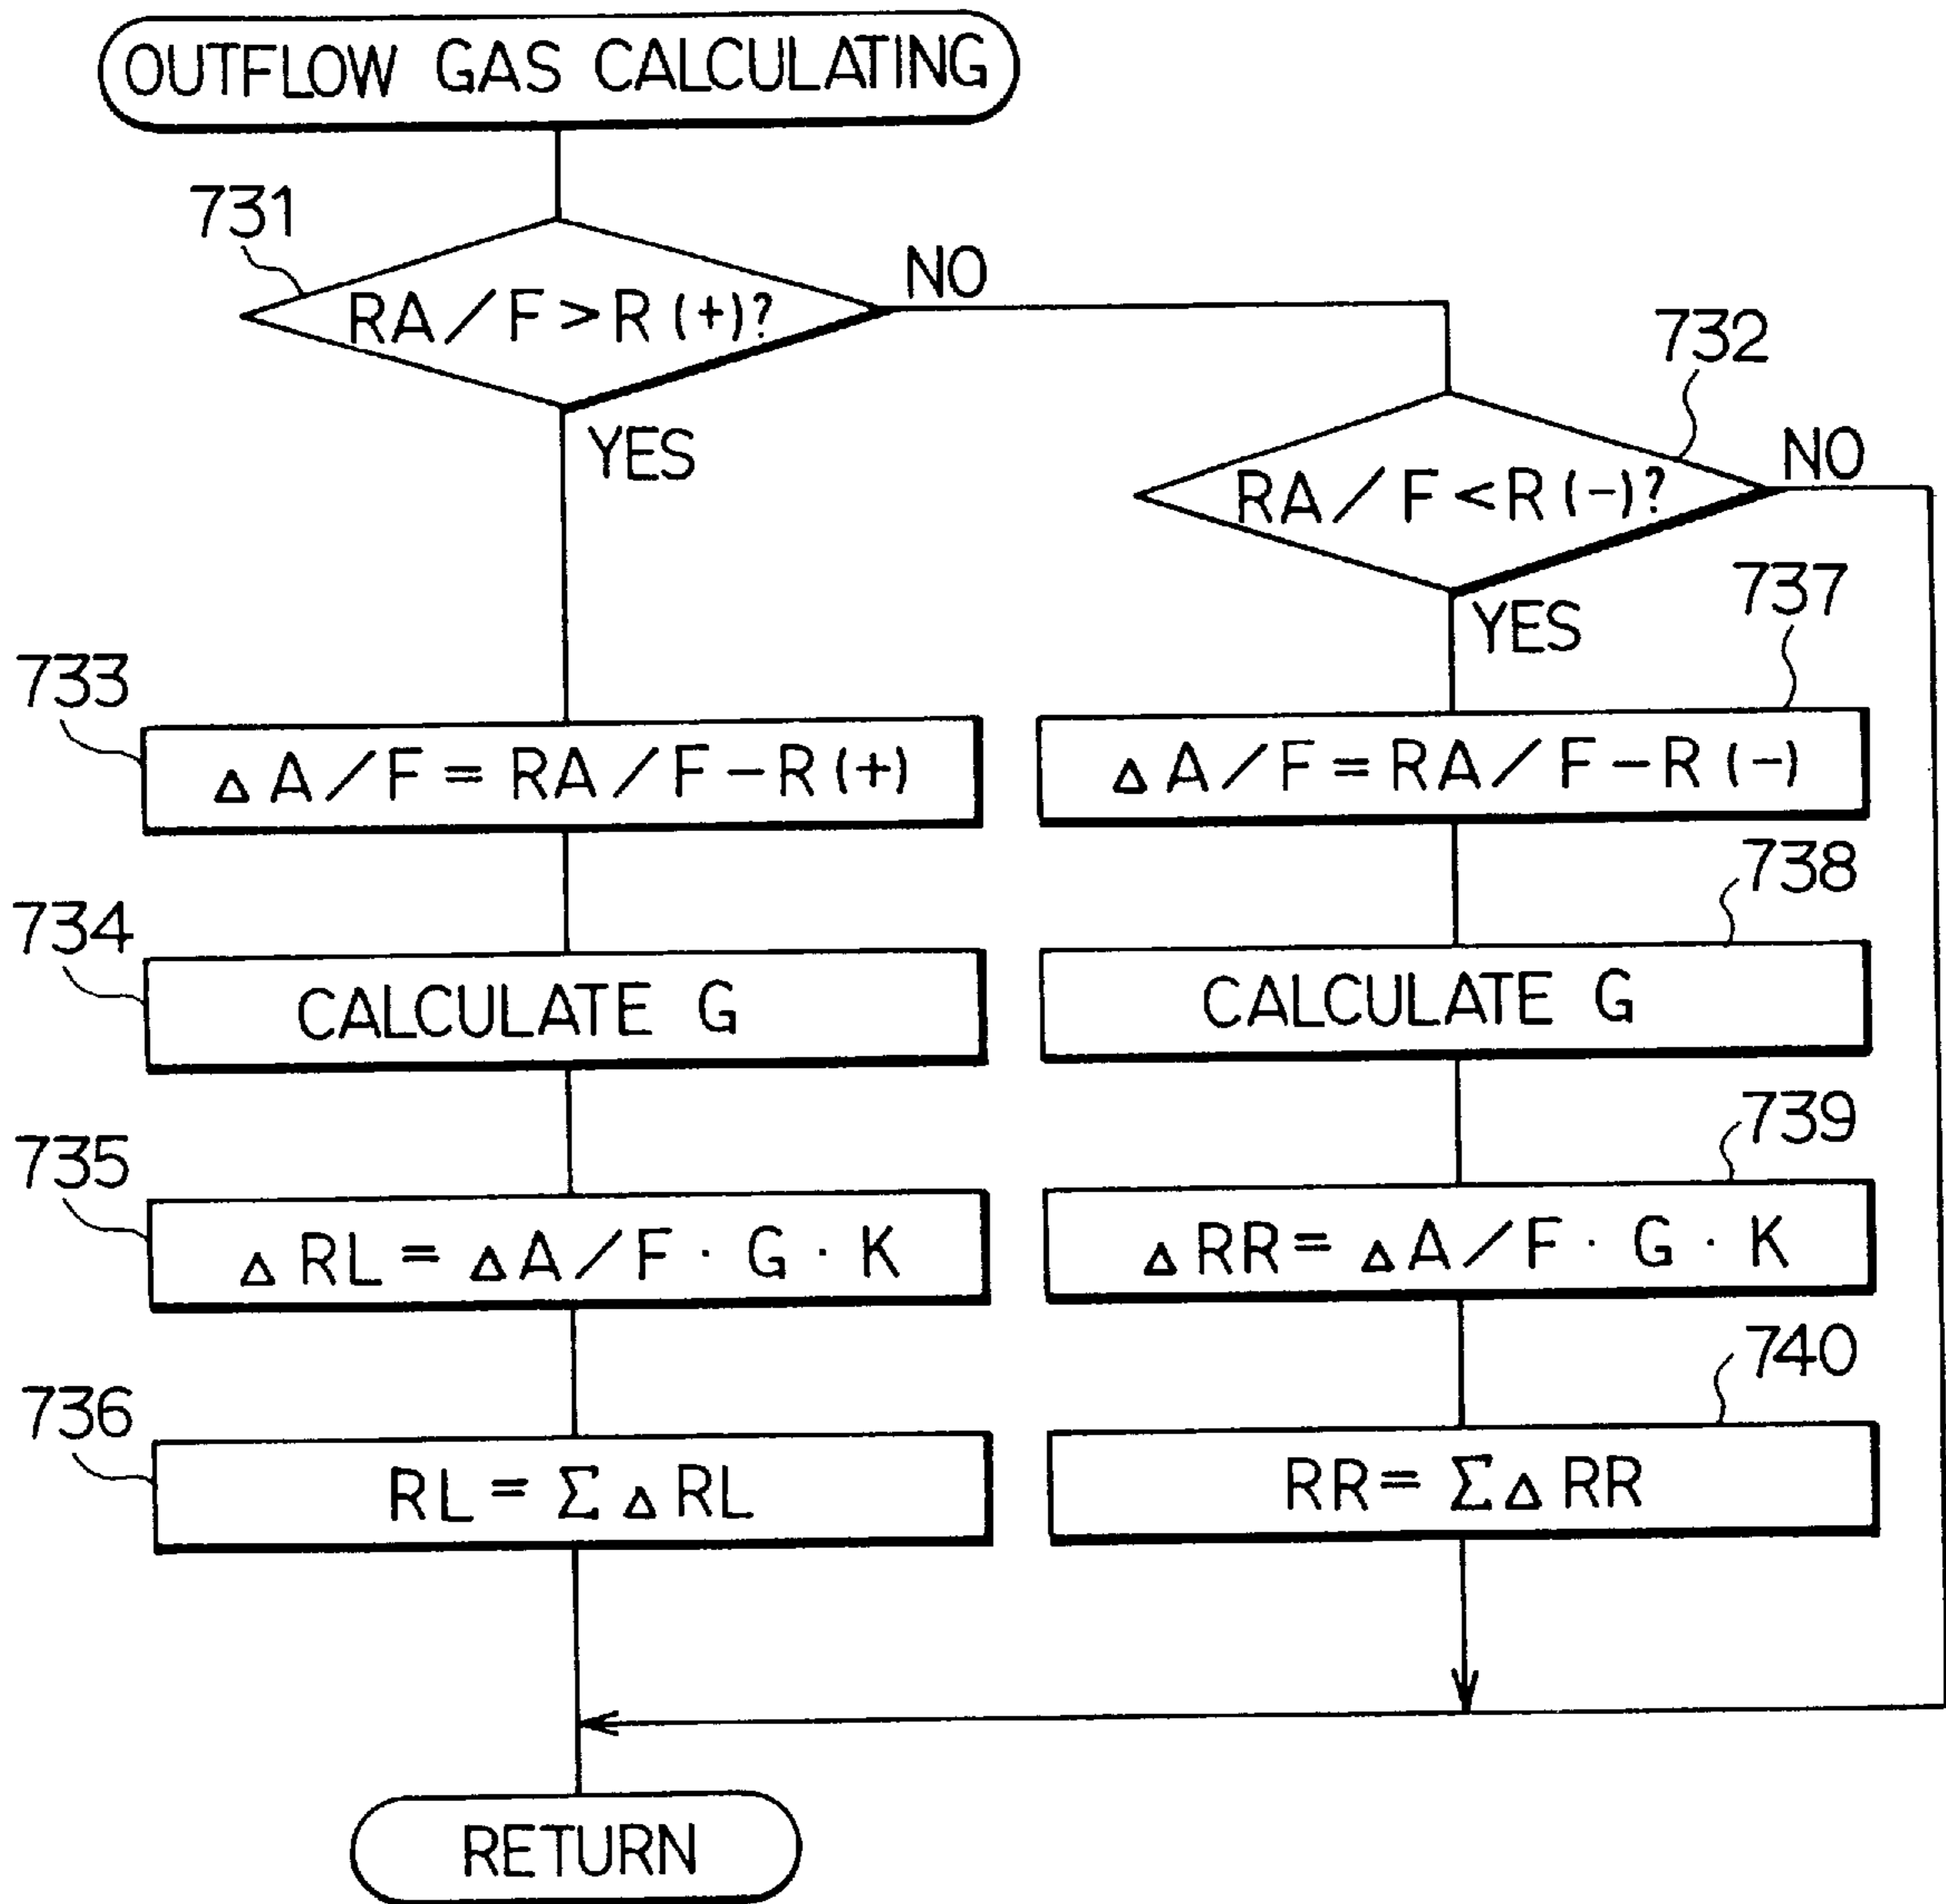 OUTFLOW GAS CALCULATING
731
RA/F>R(+)?
NO
YES
732
RA/F<R(-)?
NO
YES
733
ΔA/F=RA/F-R(+)
734
CALCULATE G
735
ΔRL=ΔA/F·G·K
736
RL=ΣΔRL
737
ΔA/F=RA/F-R(-)
738
CALCULATE G
739
ΔRR=ΔA/F·G·K
740
RR=ΣΔRR
RETURN